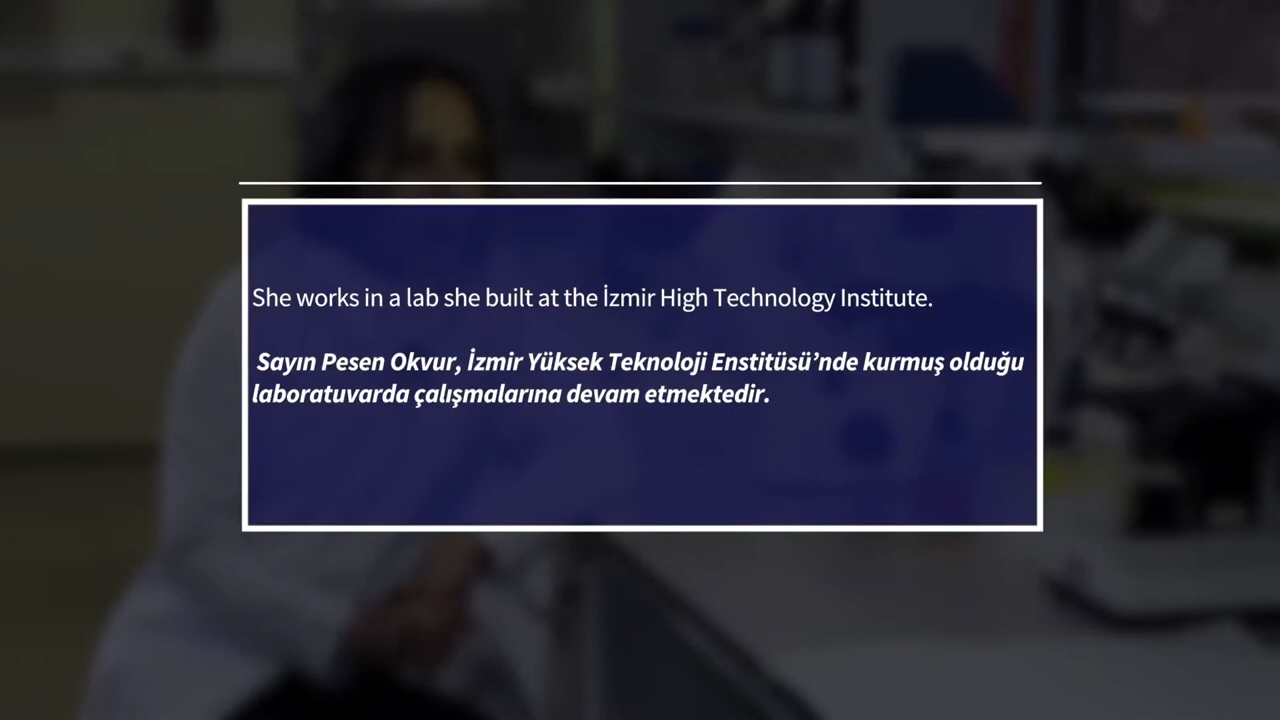 She works in a lab she built at the İzmir High Technology Institute.
Sayın Pesen Okvur, İzmir Yüksek Teknoloji Enstitüsü’nde kurmuş olduğu
laboratuvarda çalışmalarına devam etmektedir.